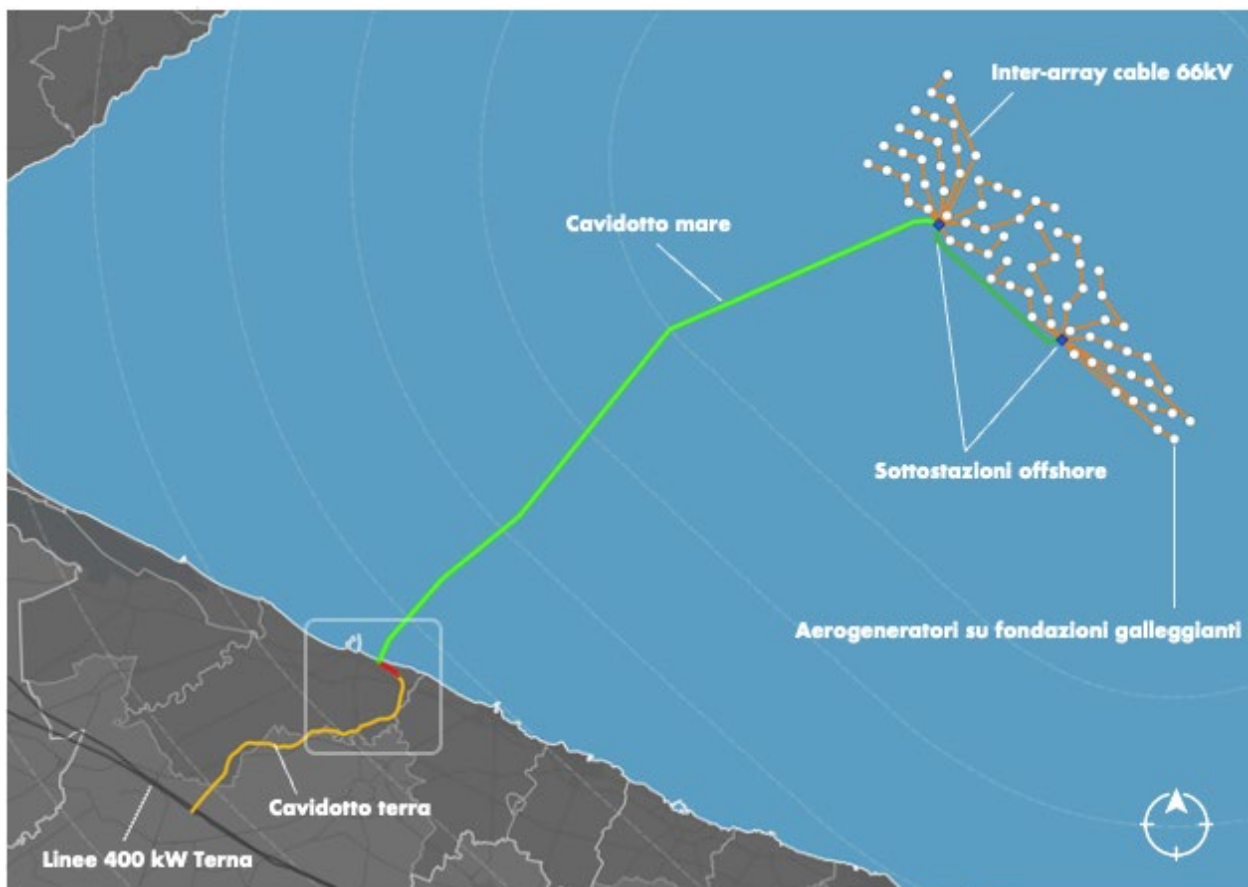 Inter-array cable 66kV
Cavidotto mare
Sottostazioni offshore
Aerogeneratori su fondazioni galleggianti
Cavidotto terra
Linee 400 kW Terna